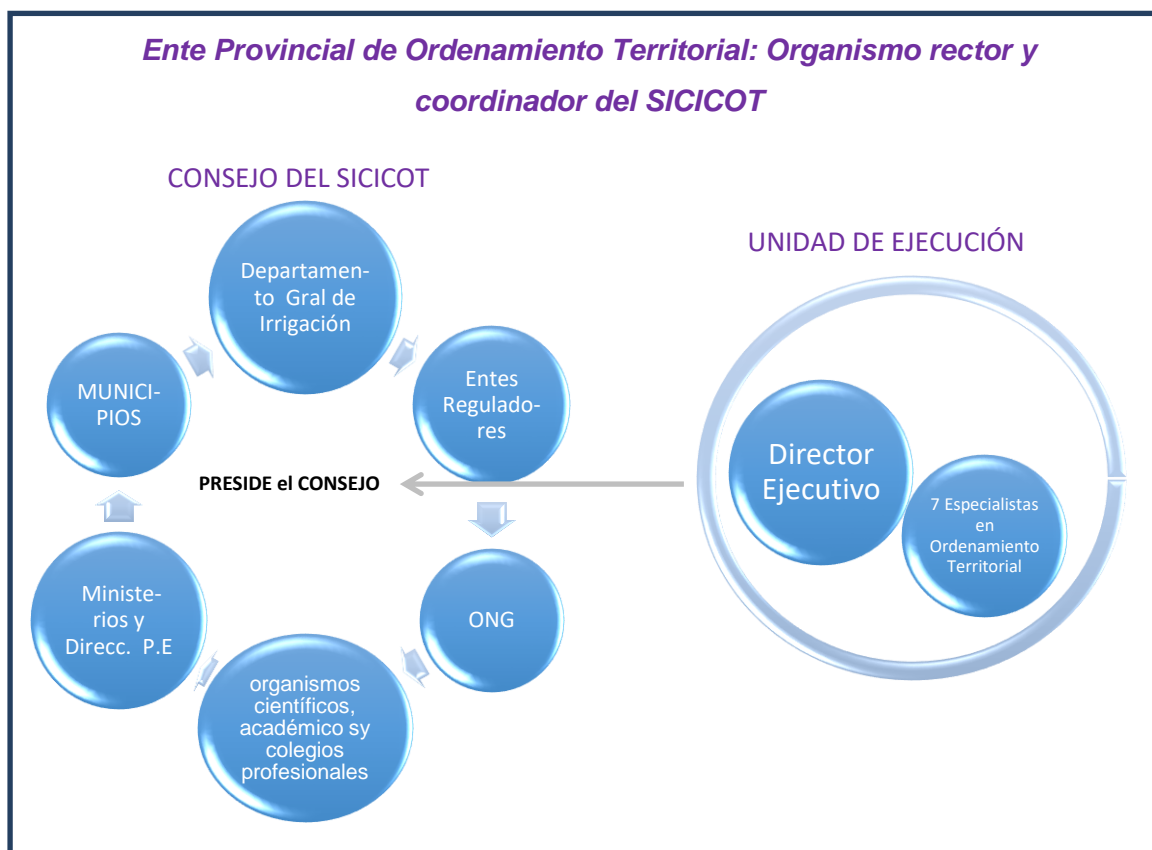 Ente Provincial de Ordenamiento Territorial: Organismo rector y
coordinador del SICICOT
CONSEJO DEL SICICOT
Departamen-
to Gral de
Irrigación
Entes
Regulado-
res
ONG
organismos
científicos,
académico sy
colegios
profesionales
Ministe-
rios y
Direcc. P.E
MUNICI-
PIOS
PRESIDE el CONSEJO
UNIDAD DE EJECUCIÓN
Director
Ejecutivo
7 Especialistas
en
Ordenamiento
Territorial